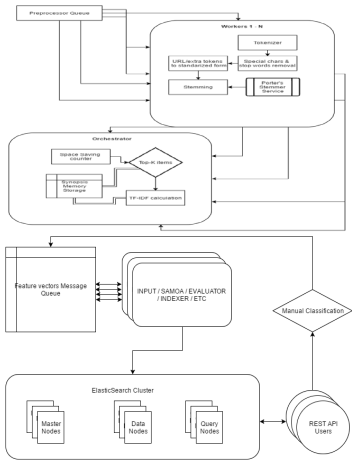 Preprocessor Queue
Workers 1 - N
Tokenizer
URL/extra tokens
to standarized form
Special chars &
stop words removal
Stemming
Porter's
Stemmer
Service
Orchestrator
Space Saving
counter
Top-K items
Synopsis
Memory
Storage
TF-IDF calculation
Feature vectors Message
Queue
INPUT / SAMOA / EVALUATOR
/ INDEXER / ETC
Manual Classification
ElasticSearch Cluster
Master
Nodes
Data
Nodes
Query
Nodes
REST API
Users